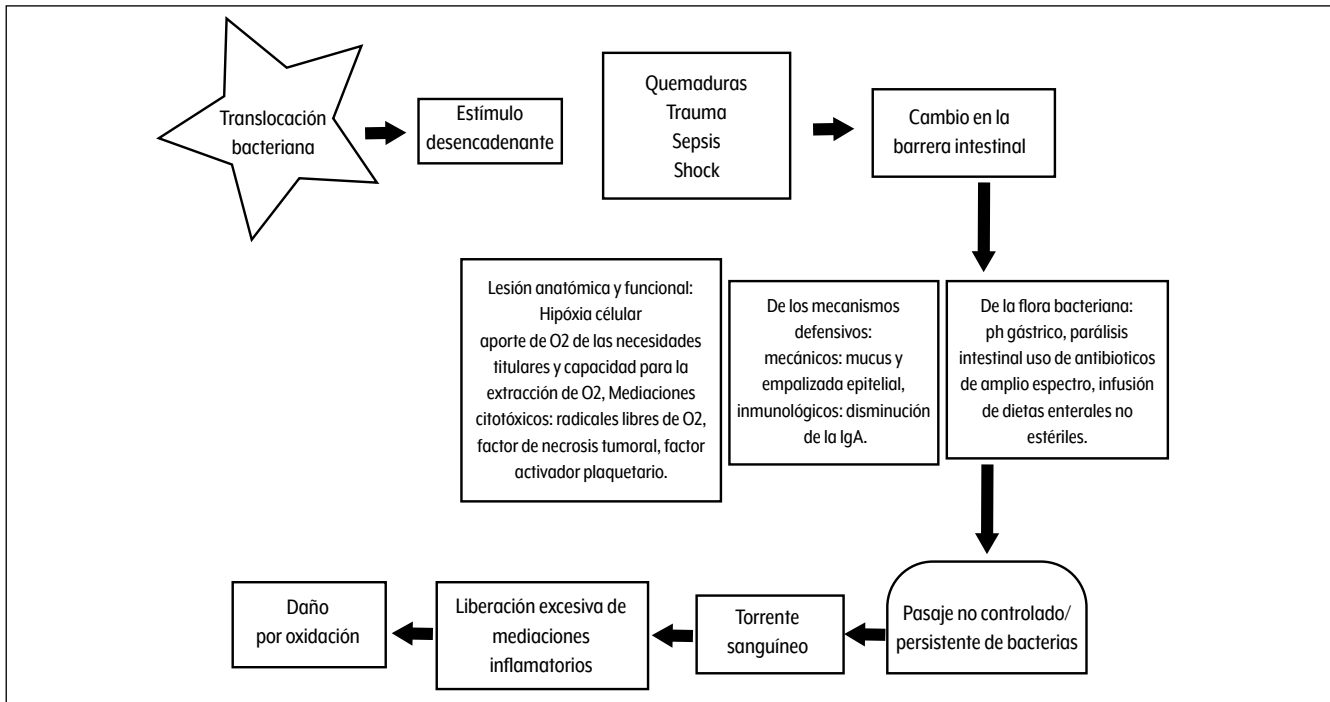 Translocación
bacteriana
Estímulo
desencadenante
Quemaduras
Trauma
Sepsis
Shock
Cambio en la
barrera intestinal
Lesión anatómica y funcional:
Hipóxia célular
aporte de O2 de las necesidades
titulares y capacidad para la
extracción de O2, Mediaciones
citotóxicos: radicales libres de O2,
factor de necrosis tumoral, factor
activador plaquetario.
De los mecanismos
defensivos:
mecánicos: mucus y
empalizada epitelial,
inmunológicos: disminución
de la IgA.
De la flora bacteriana:
ph gástrico, parálisis
intestinal uso de antibioticos
de amplio espectro, infusión
de dietas enterales no
estériles.
Daño
por oxidación
Liberación excesiva de
mediaciones
inflamatorios
Torrente
sanguíneo
Pasaje no controlado/
persistente de bacterias